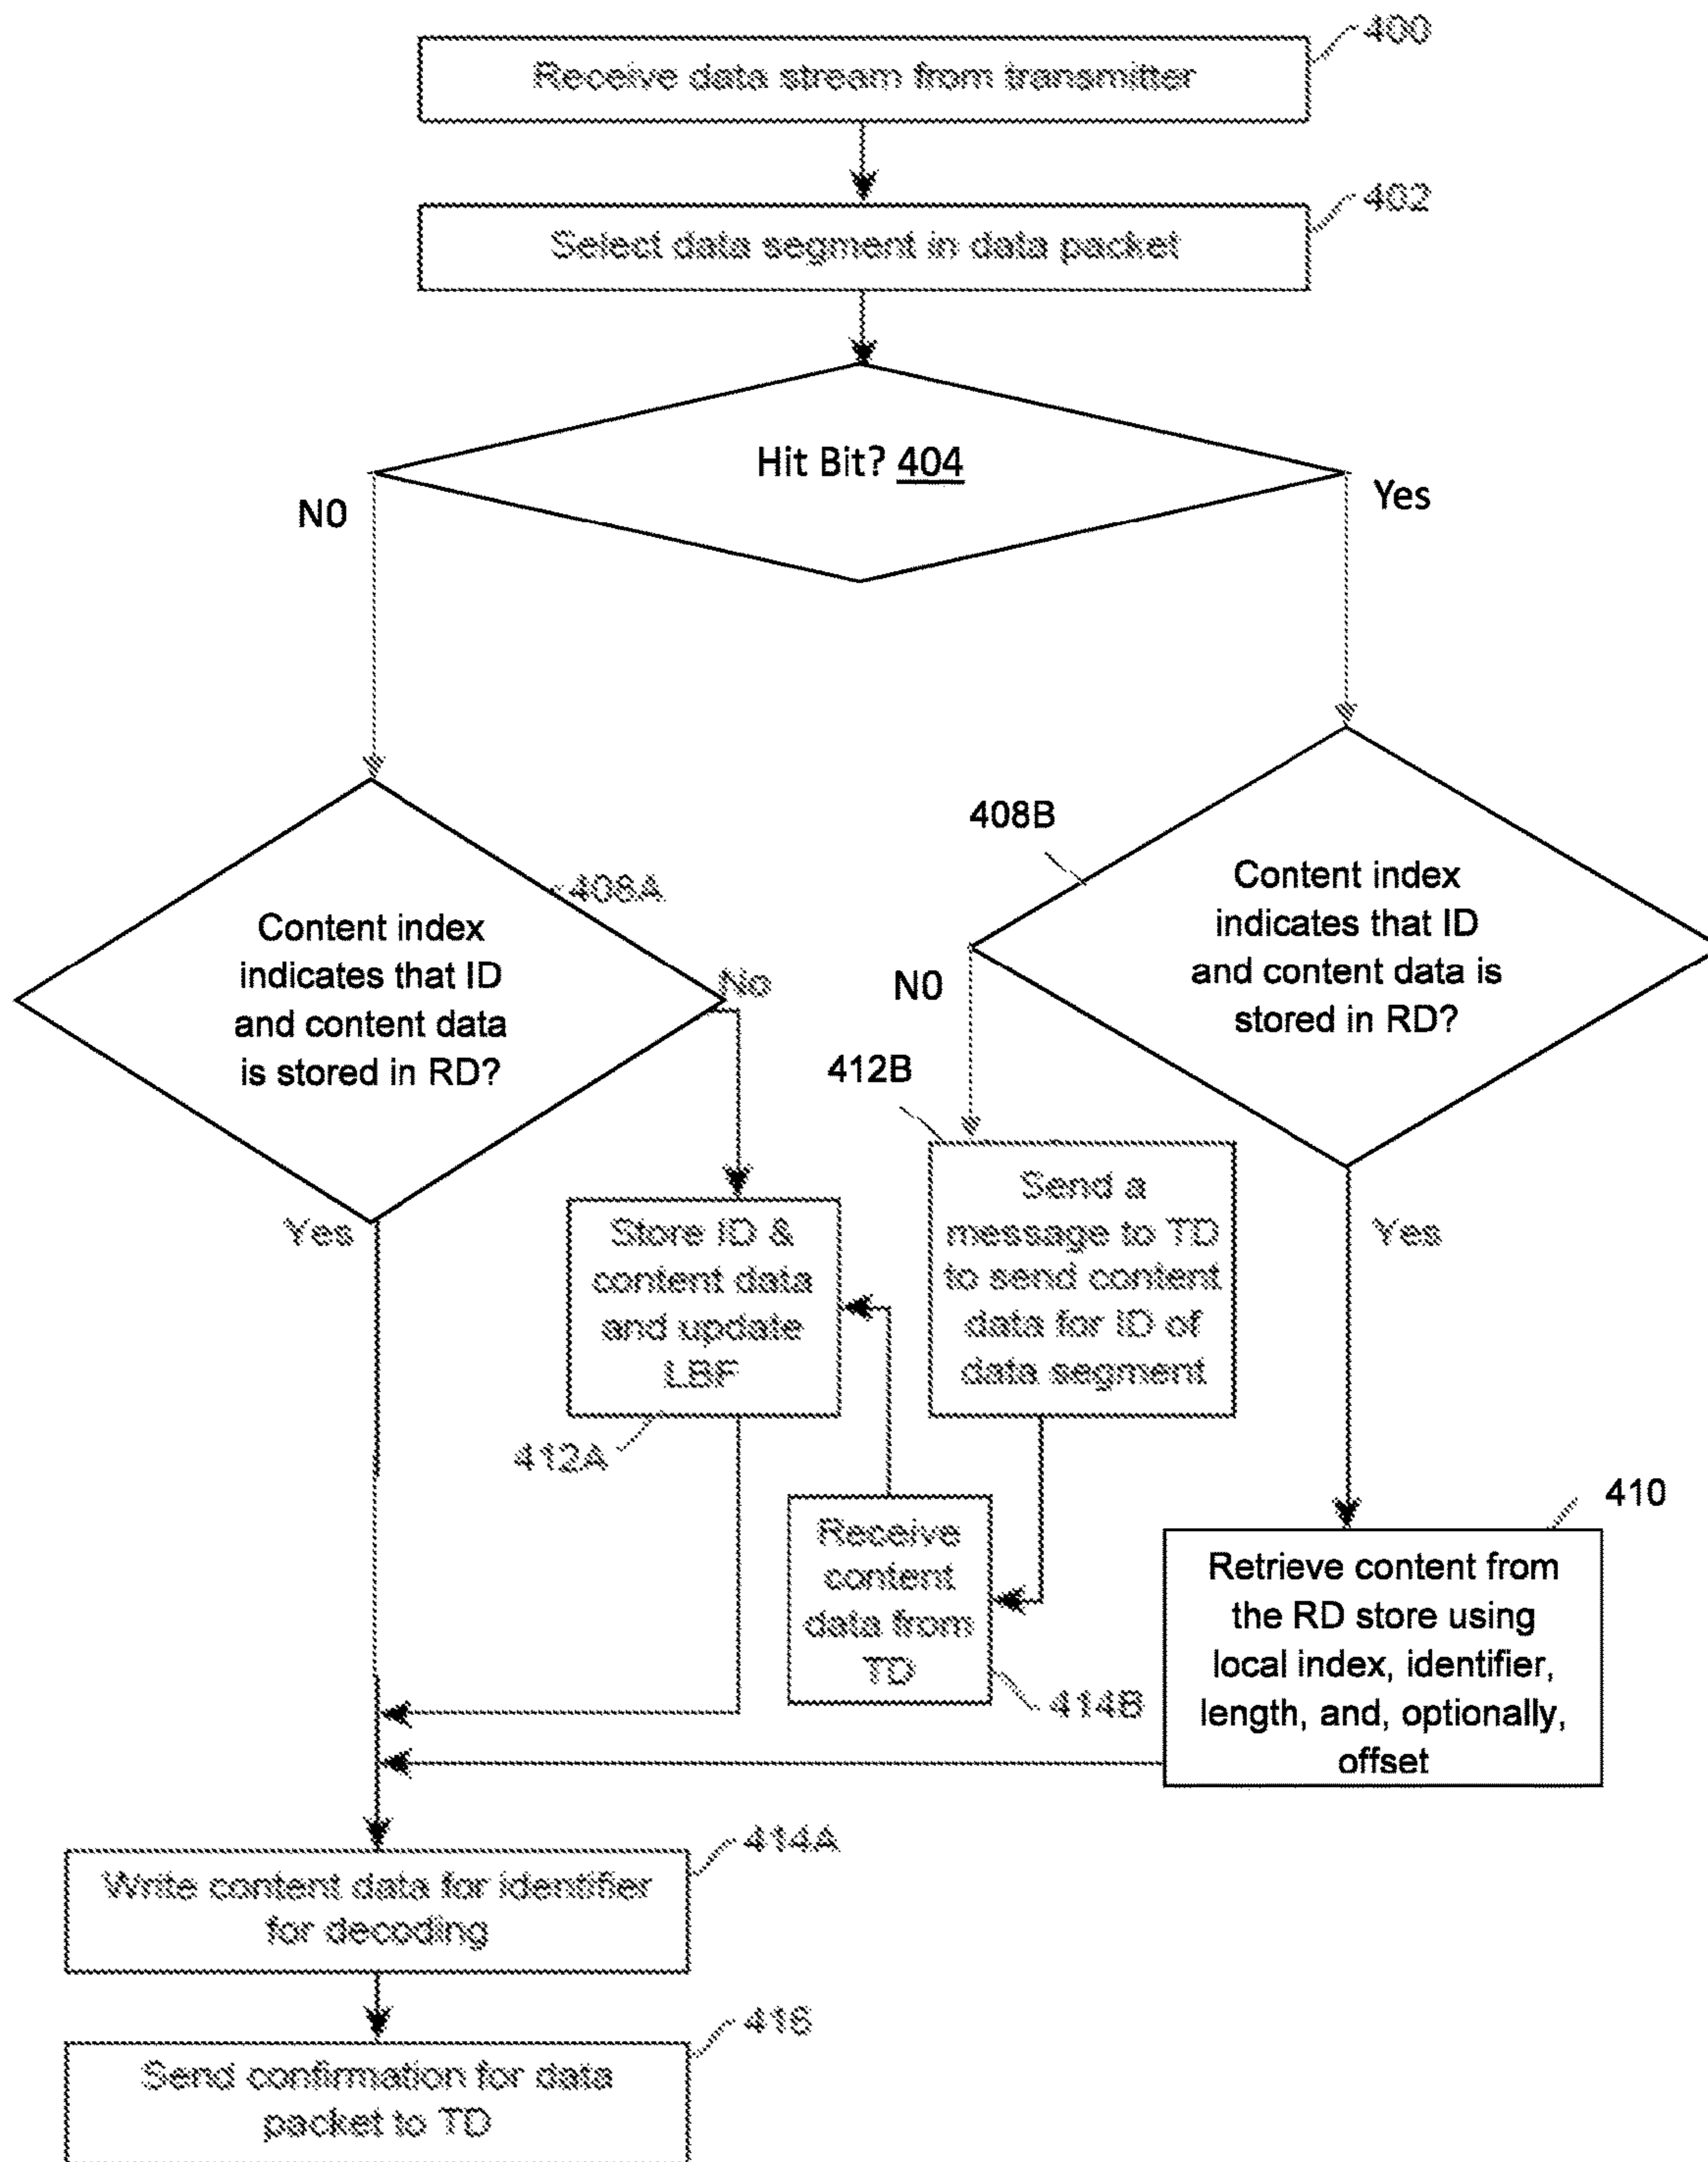 400
Receive data stream from transmitter
402
Select data segment in data packet
Hit Bit? 404
N0
Yes
408A
Content index
indicates that ID
and content data
is stored in RD?
No
Yes
408B
Content index
indicates that ID
and content data is
stored in RD?
N0
Yes
412B
Send a
message to TD
to send content
data for ID of
data segment
Store ID &
content data
and update
LBF
412A
Receive
content
data from
TD
414B
410
Retrieve content from
the RD store using
local index, identifier,
length, and, optionally,
offset
414A
Write content data for identifier
for decoding
416
Send confirmation for data
packet to TD